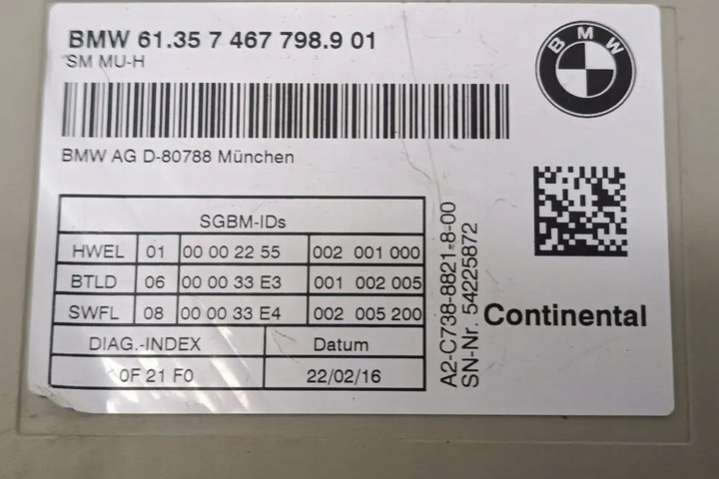 BMW 61.35 7 467 798.9 01
SM MU-H
BMW
BMW AG D-80788 München
SGBM-IDs
HWEL 01 00 00 22 55 002 001 000
BTLD 06 00 00 33 E3 001 002 005
SWFL 08 00 00 33 E4 002 005 200
DIAG.-INDEX Datum
0F 21 F0 22/02/16
A2-C738-8821-8-00
SN-Nr. 54225872
Continental